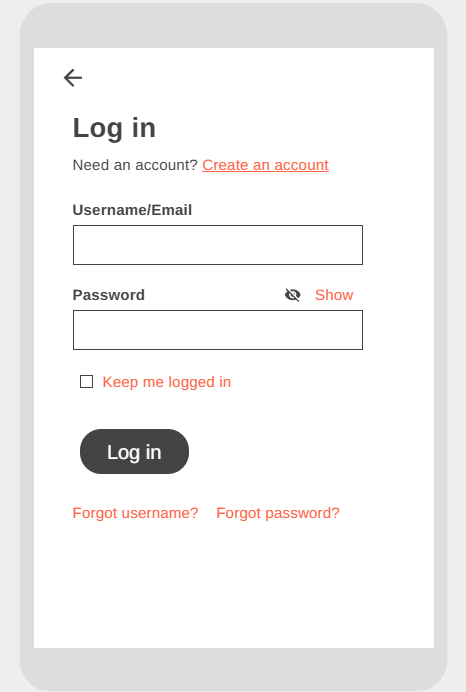 Log in
Need an account? Create an account
Username/Email
Password Show
Keep me logged in
Log in
Forgot username? Forgot password?